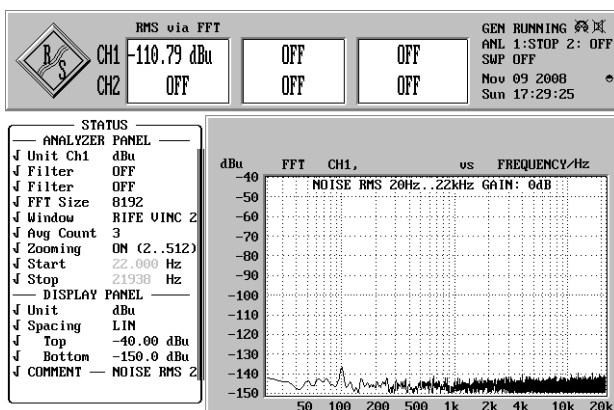 RMS via FFT
R&S
CH1 -110.79 dBu OFF OFF
CH2 OFF OFF OFF
GEN RUNNING
ANL 1:STOP 2: OFF
SWP OFF
Nov 09 2008
Sun 17:29:25
STATUS
ANALYZER PANEL
Unit Ch1 dBu
Filter OFF
Filter OFF
FFT Size 8192
Window RIFE VINC 2
Avg Count 3
Zooming ON (2..512)
Start 22.000 Hz
Stop 21938 Hz
DISPLAY PANEL
Unit dBu
Spacing LIN
Top -40.00 dBu
Bottom -150.0 dBu
COMMENT — NOISE RMS 2
dBu FFT CH1, vs FREQUENCY/Hz
NOISE RMS 20Hz..22kHz GAIN: 0dB
-40
-50
-60
-70
-80
-90
-100
-110
-120
-130
-140
-150
50 100 200 500 1k 2k 4k 10k 20k